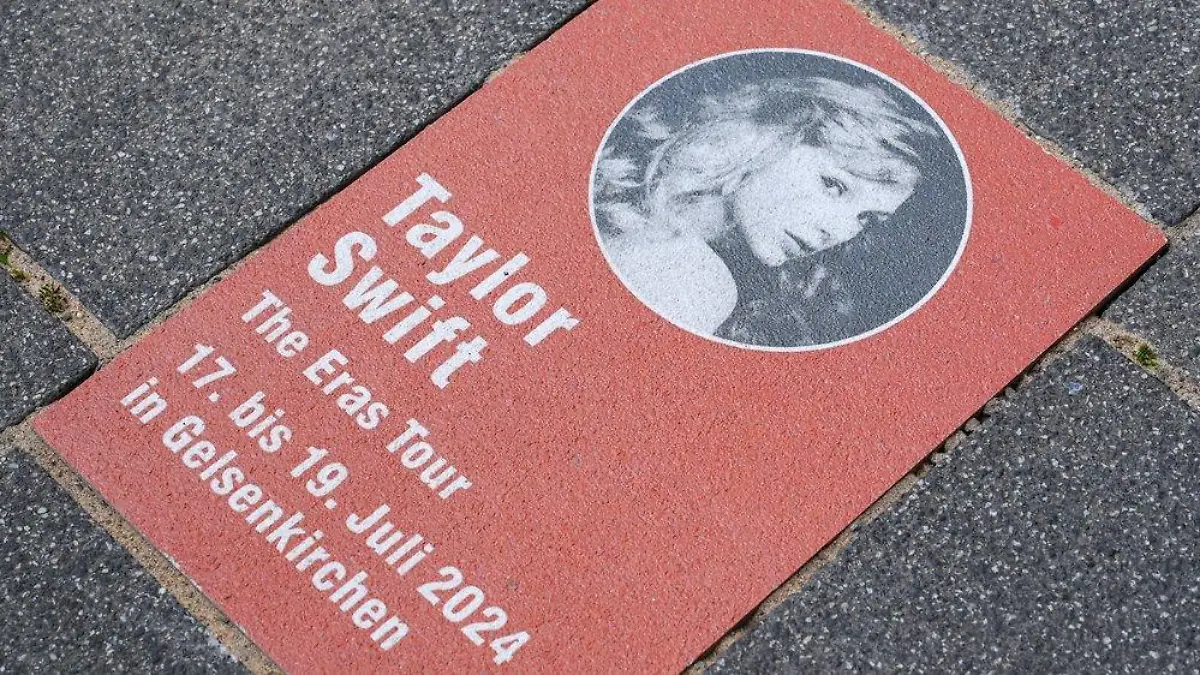 Taylor
Swift
The Eras Tour
17. bis 19. Juli 2024
in Gelsenkirchen